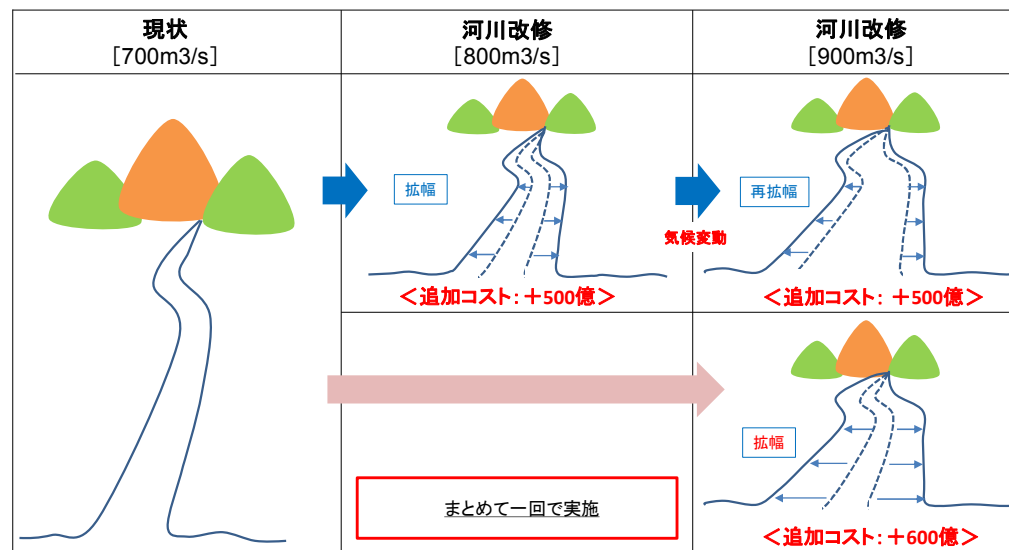 現状
[700m3/s]
河川改修
[800m3/s]
河川改修
[900m3/s]
拡幅
気候変動
再拡幅
＜追加コスト：＋500億＞
＜追加コスト：＋500億＞
拡幅
まとめて一回で実施
＜追加コスト：＋600億＞